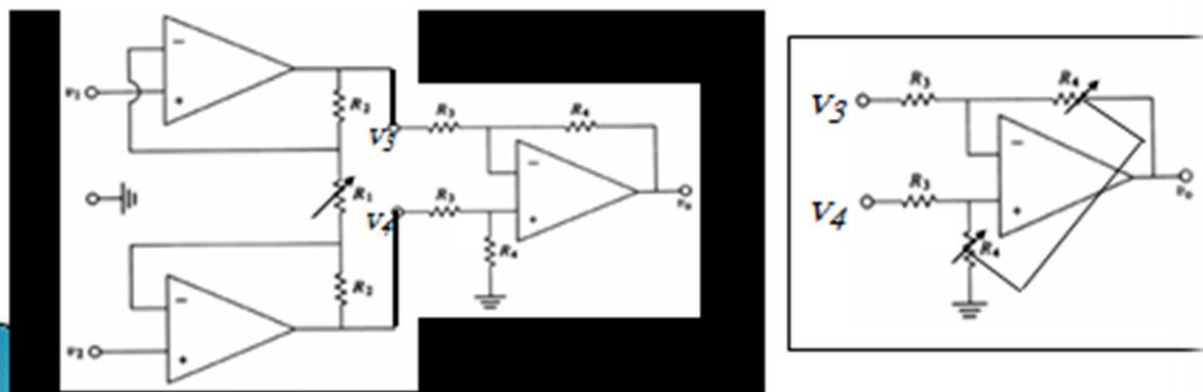 v₁
R₂
V3
R₃
R₄
R₁
V4
R₃
R₄
vₒ
R₂
v₂
V3
R₃
R₄
V4
R₃
R₄
vₒ